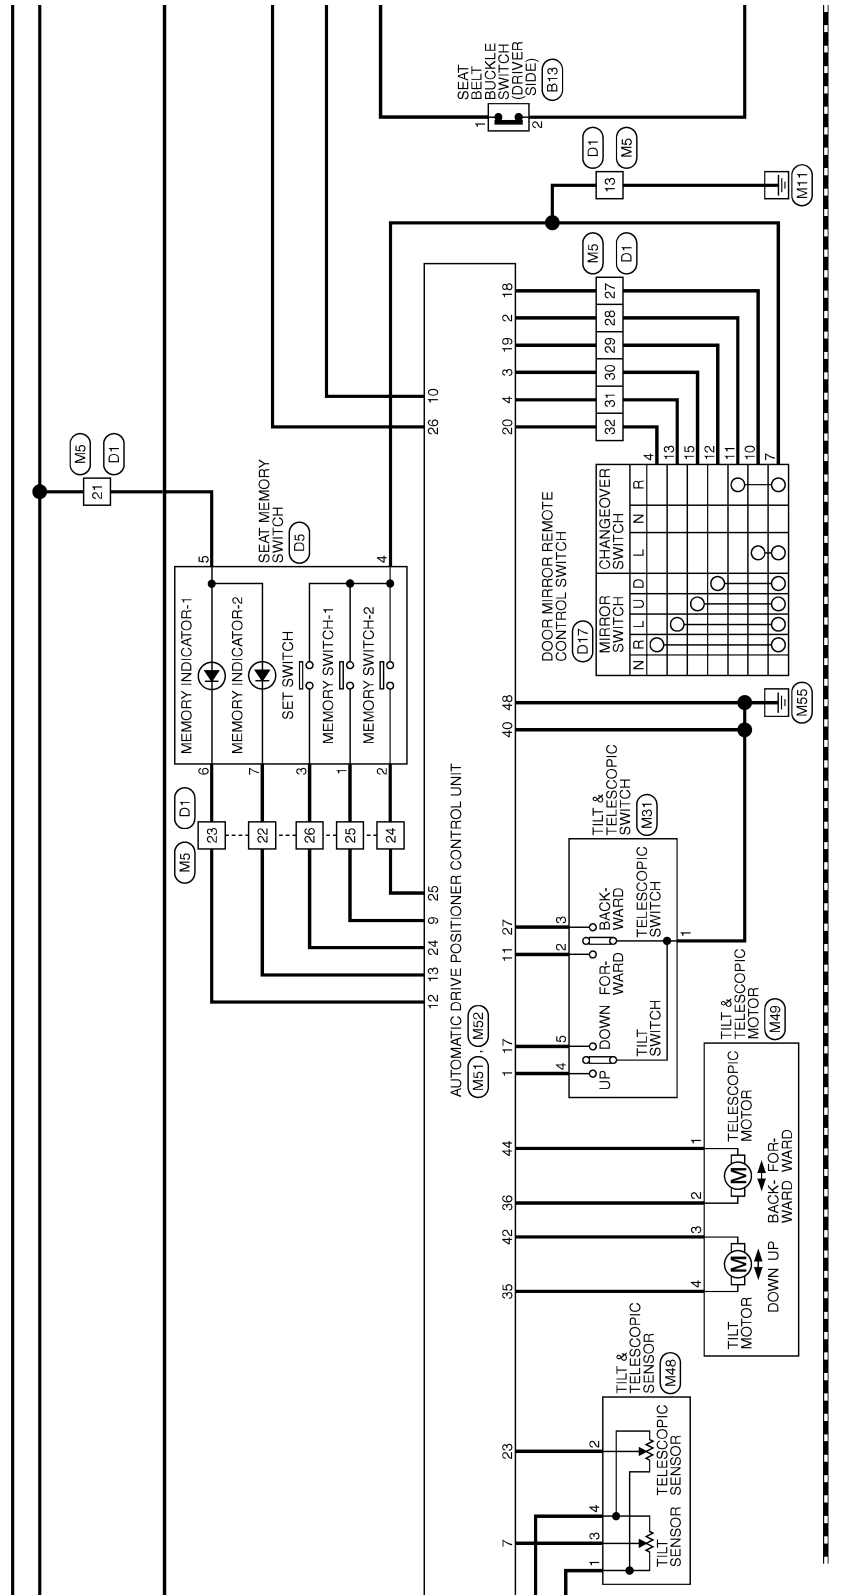 SEAT
BELT
BUCKLE
SWITCH
(DRIVER
SIDE)
B13
1
2
D1
M5
13
M11
M5
D1
18
27
2
28
19
29
3
30
4
31
20
32
10
26
M5
D1
21
SEAT MEMORY
SWITCH
D5
5
4
MEMORY INDICATOR-1
MEMORY INDICATOR-2
SET SWITCH
MEMORY SWITCH-1
MEMORY SWITCH-2
6
7
3
1
2
M5
D1
23
22
26
25
24
25
9
24
13
12
DOOR MIRROR REMOTE
CONTROL SWITCH
D17
4
13
15
12
11
10
7
MIRROR
SWITCH
CHANGEOVER
SWITCH
N
R
L
U
D
L
N
R
48
40
M55
AUTOMATIC DRIVE POSITIONER CONTROL UNIT
M51 , M52
TILT &
TELESCOPIC
SWITCH
M31
27
3
11
2
17
5
1
4
1
BACK-
WARD
FOR-
WARD
TELESCOPIC
SWITCH
DOWN
UP
TILT
SWITCH
TILT &
TELESCOPIC
MOTOR
M49
44
1
36
2
42
3
35
4
TELESCOPIC
MOTOR
M
BACK-
WARD
FOR-
WARD
M
DOWN UP
TILT
MOTOR
TILT &
TELESCOPIC
SENSOR
M48
23
2
4
7
3
1
TELESCOPIC
SENSOR
TILT
SENSOR